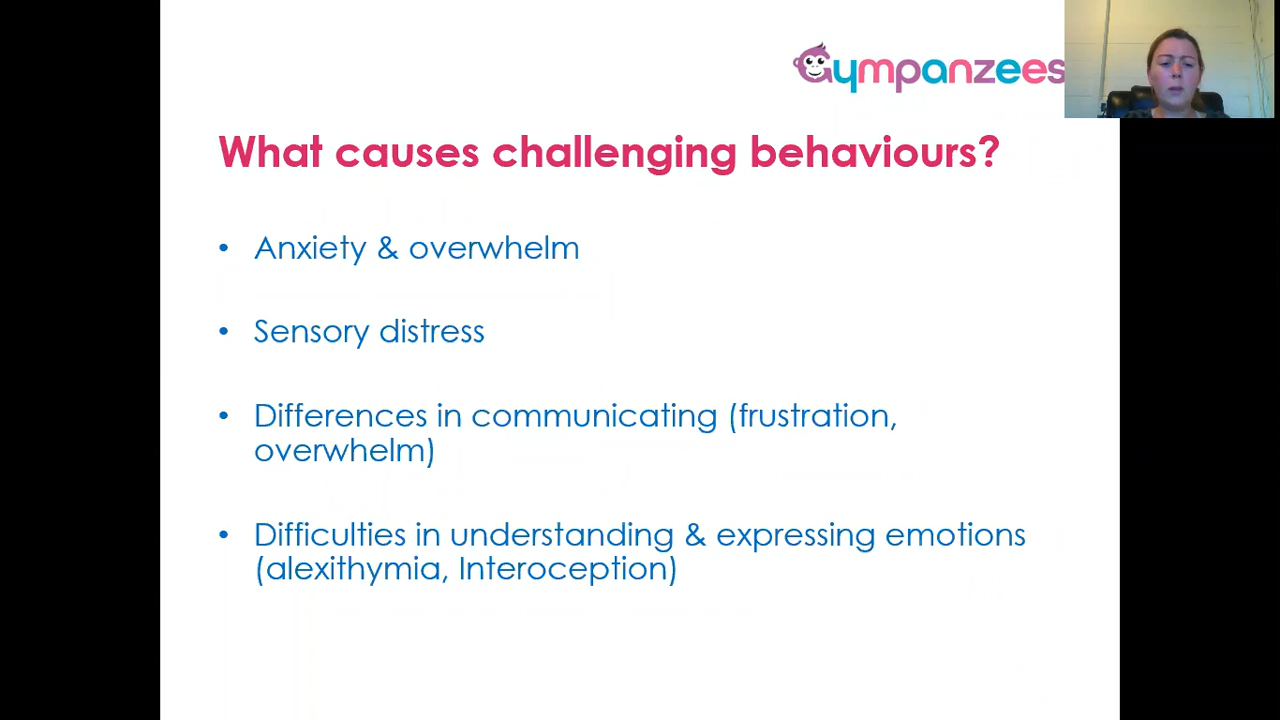 Gympanzees
What causes challenging behaviours?
• Anxiety & overwhelm
• Sensory distress
• Differences in communicating (frustration,
overwhelm)
• Difficulties in understanding & expressing emotions
(alexithymia, Interoception)